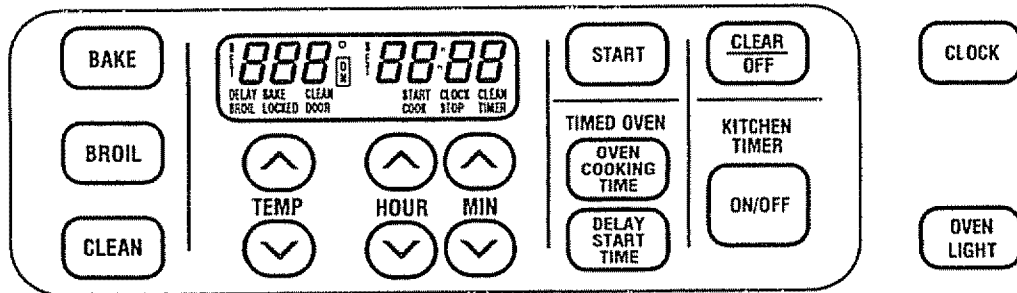 BAKE
BROIL
CLEAN
888° ON 88:88
DELAY BAKE CLEAN START CLOCK CLEAN
BROIL LOCKED DOOR COOK STOP TIMER
TEMP
HOUR
MIN
START
TIMED OVEN
OVEN
COOKING
TIME
DELAY
START
TIME
CLEAR
OFF
KITCHEN
TIMER
ON/OFF
CLOCK
OVEN
LIGHT